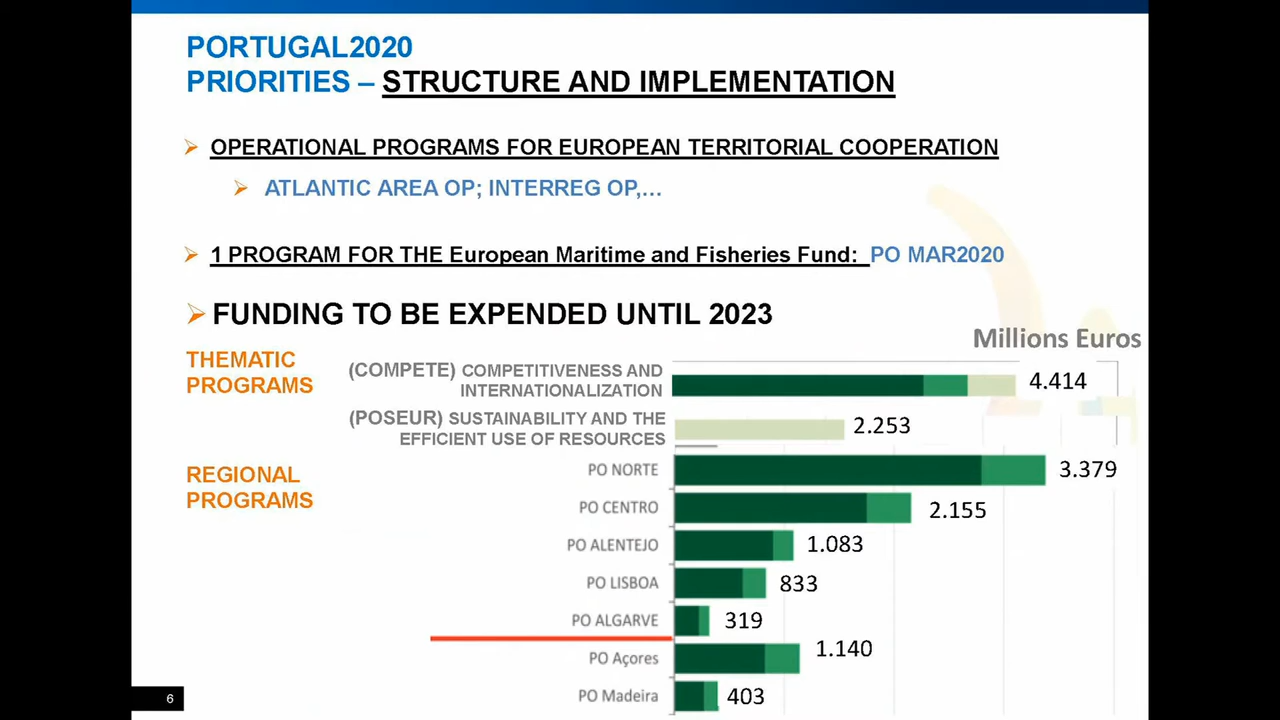 PORTUGAL2020
PRIORITIES – STRUCTURE AND IMPLEMENTATION
OPERATIONAL PROGRAMS FOR EUROPEAN TERRITORIAL COOPERATION
ATLANTIC AREA OP; INTERREG OP,...
1 PROGRAM FOR THE European Maritime and Fisheries Fund: PO MAR2020
FUNDING TO BE EXPENDED UNTIL 2023
Millions Euros
THEMATIC
PROGRAMS
(COMPETE) COMPETITIVENESS AND
INTERNATIONALIZATION
4.414
(POSEUR) SUSTAINABILITY AND THE
EFFICIENT USE OF RESOURCES
2.253
REGIONAL
PROGRAMS
PO NORTE 3.379
PO CENTRO 2.155
PO ALENTEJO 1.083
PO LISBOA 833
PO ALGARVE 319
PO Açores 1.140
PO Madeira 403
6